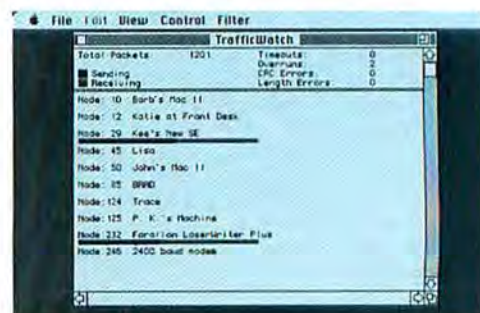 File Edit View Control Filter
TrafficWatch
Total Packets: 1201 Timeouts: 0
Overruns: 2
Sending CRC Errors: 0
Receiving Length Errors: 0
Node: 10 Barb's Mac II
Node: 12 Katie at Front Desk
Node: 29 Kee's New SE
Node: 45 Lisa
Node: 50 John's Mac II
Node: 85 BRAD
Node: 124 Trace
Node: 125 P. K.'s Machine
Node: 232 Farallon LaserWriter Plus
Node: 246 2400 baud modem